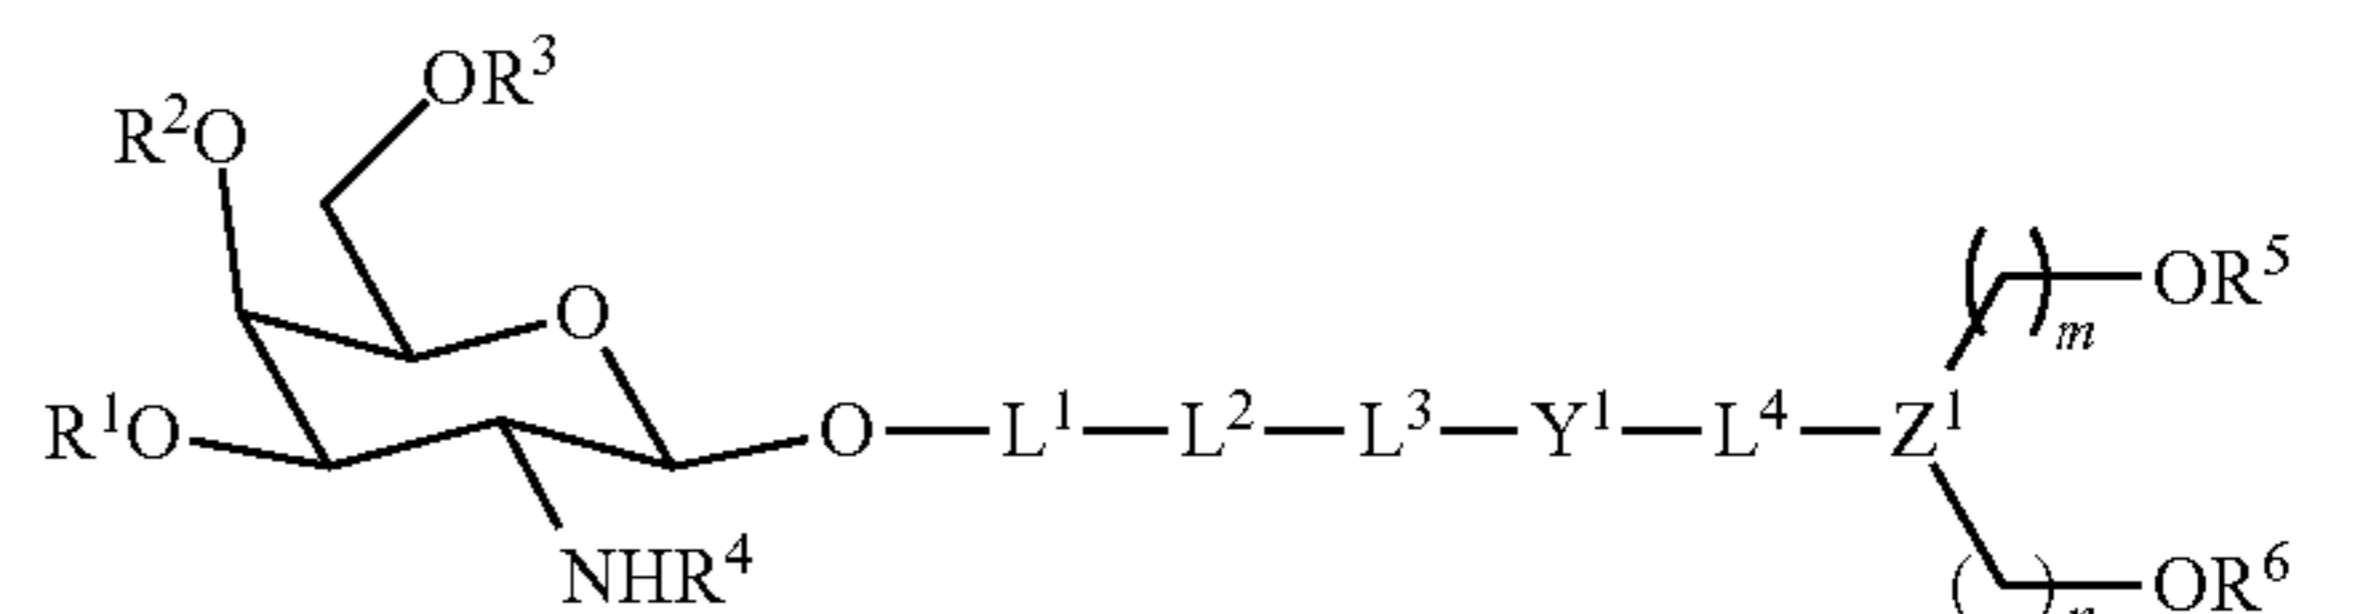 OR³
R²O
O
( )m OR⁵
R¹O O—L¹—L²—L³—Y¹—L⁴—Z¹
NHR⁴
( )n OR⁶